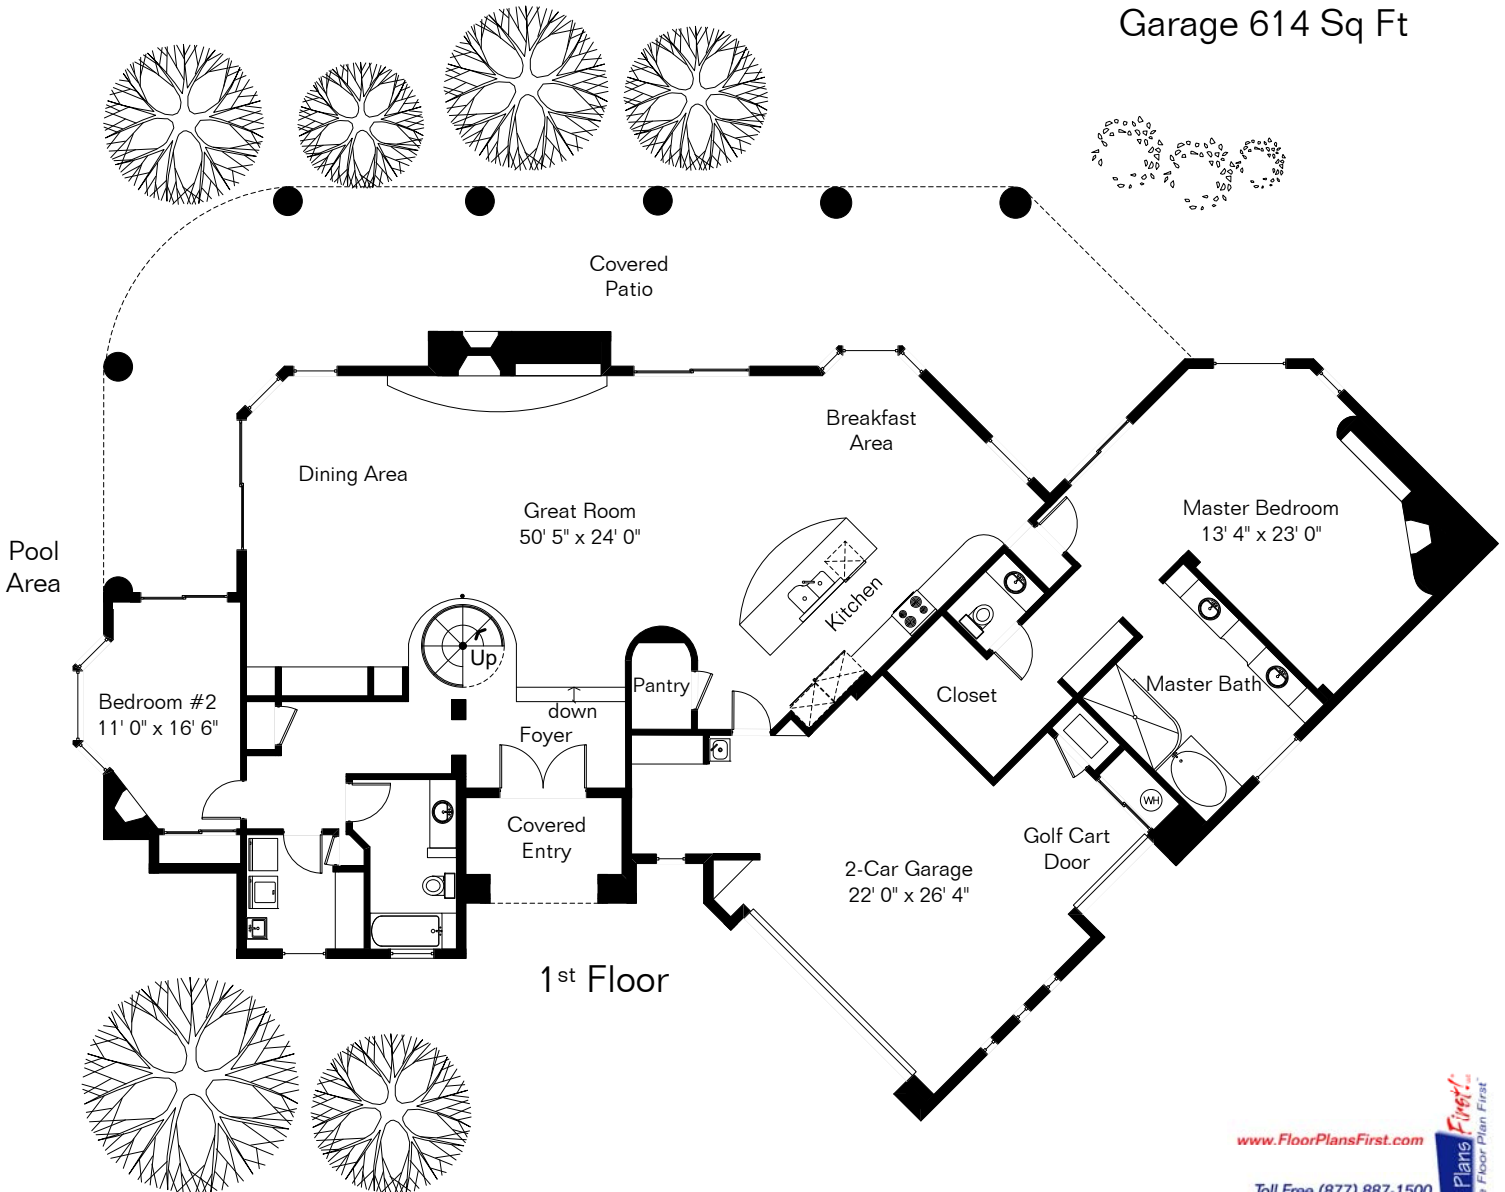 Garage 614 Sq Ft
Covered
Patio
Breakfast
Area
Dining Area
Great Room
50' 5" x 24' 0"
Master Bedroom
13' 4" x 23' 0"
Pool
Area
Kitchen
Up
Pantry
Bedroom #2
11' 0" x 16' 6"
down
Foyer
Closet
Master Bath
WH
Covered
Entry
Golf Cart
Door
2-Car Garage
22' 0" x 26' 4"
1st Floor
www.FloorPlansFirst.com
Toll Free (877) 887-1500
Plans
First!
Floor Plan First